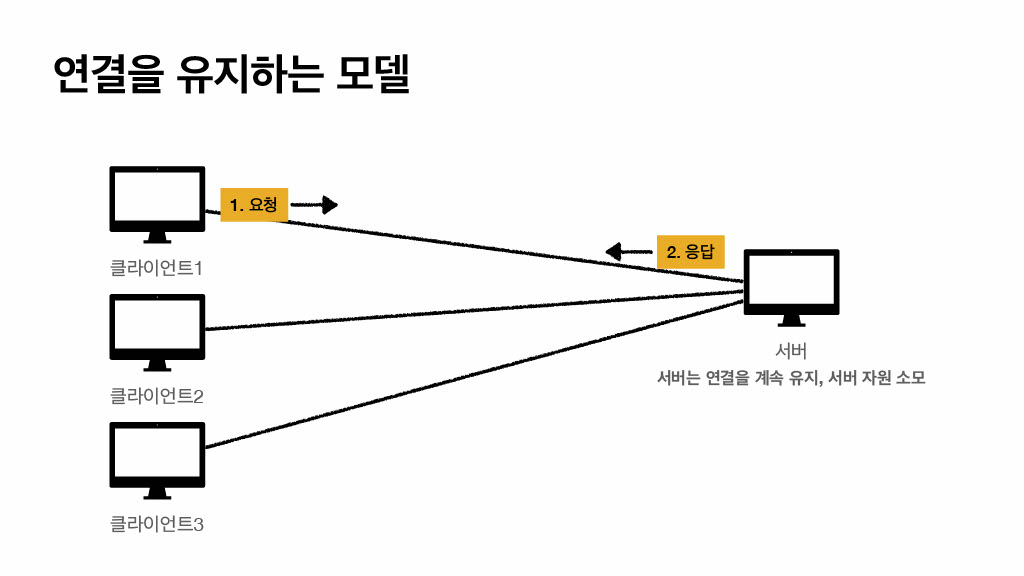 연결을 유지하는 모델
1. 요청
클라이언트1
2. 응답
클라이언트2
서버
서버는 연결을 계속 유지, 서버 자원 소모
클라이언트3